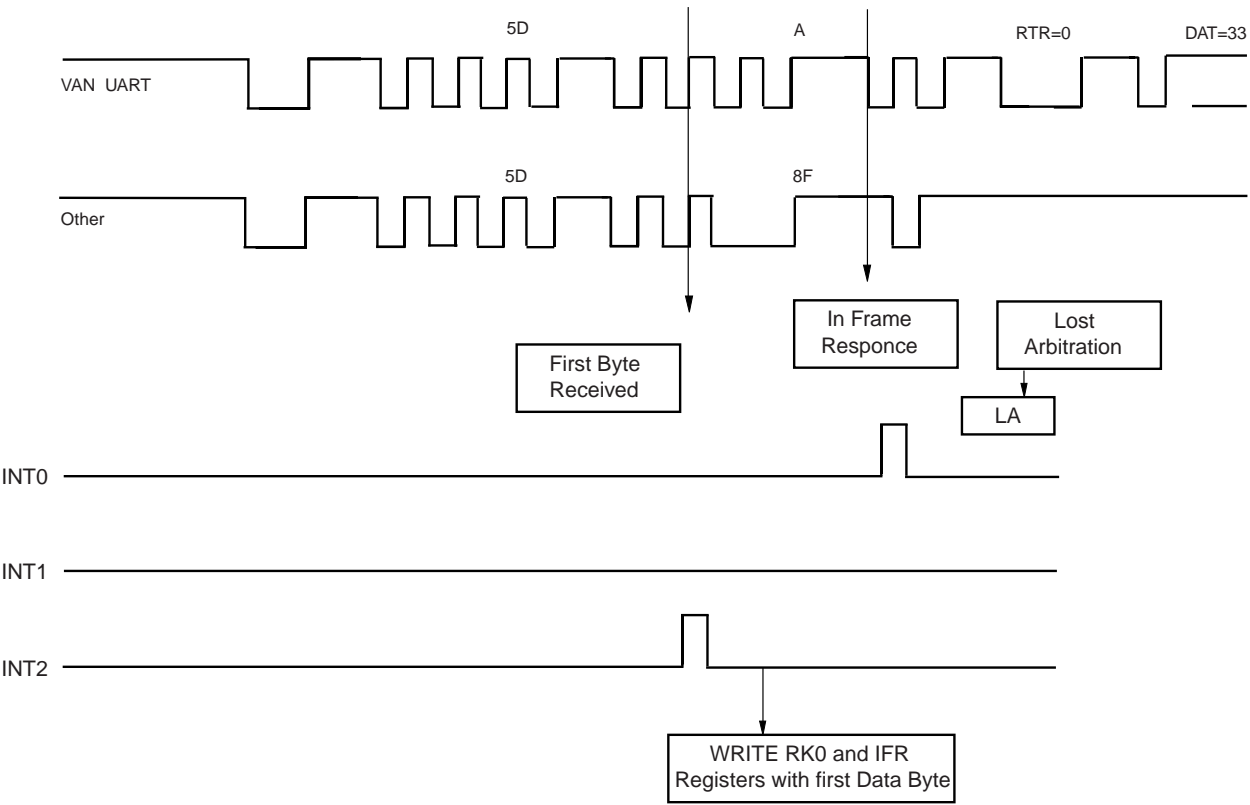 5D
A
RTR=0
DAT=33
VAN UART
5D
8F
Other
In Frame
Responce
Lost
Arbitration
First Byte
Received
LA
INT0
INT1
INT2
WRITE RK0 and IFR
Registers with first Data Byte